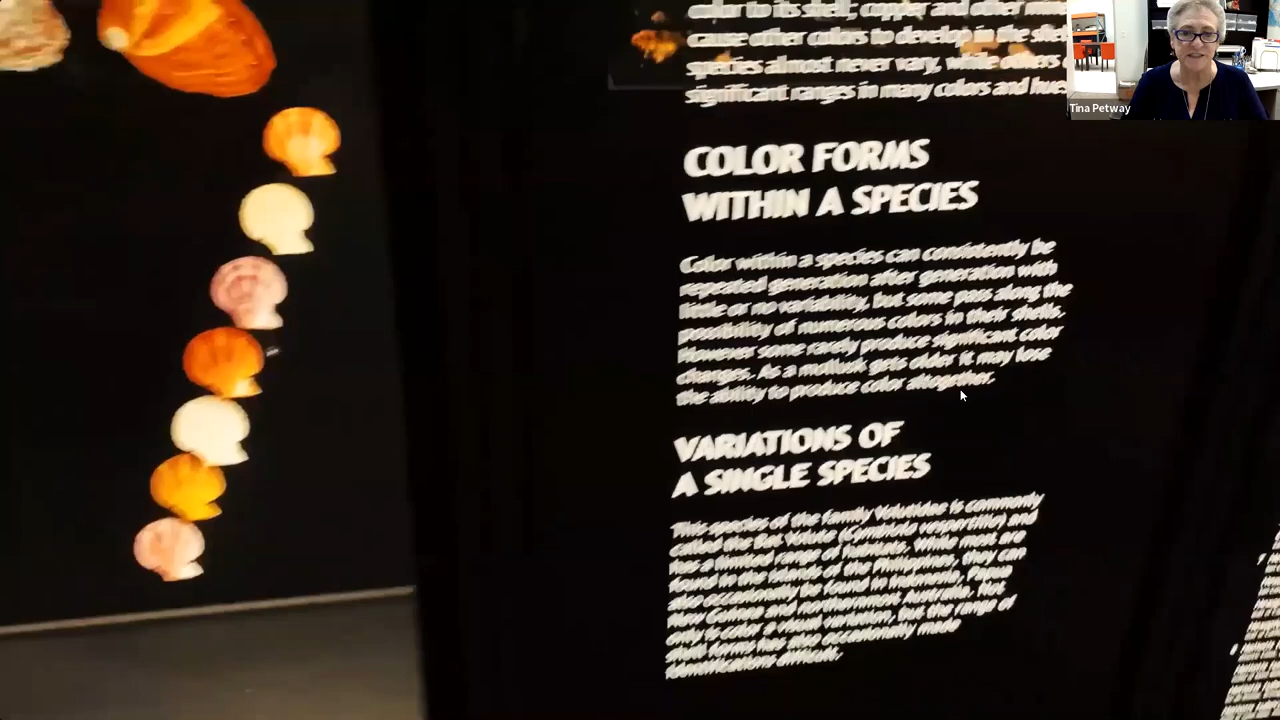 color to its shell; copper and other
cause other colors to develop in the
species almost never vary, while others
significant ranges in many colors and
Tina Petway
COLOR FORMS
WITHIN A SPECIES
Color within a species can consistently be
repeated generation after generation with
little or no variability, but some pass along the
possibility of numerous colors in their shells.
However some rarely produce significant color
changes. As a mollusk gets older it may lose
the ability to produce color altogether.
VARIATIONS OF
A SINGLE SPECIES
This species of the family Volutidae is commonly
called the Bat Volute (Cymbiola vespertilio) and
has a limited range of habitats. While most are
found in the islands of the Philippines, they can
also occasionally be found in Indonesia, Papua
New Guinea and northernmost Australia. Not
only is color a visual variation, but the range of
shell forms has also occasionally made
identifications difficult.